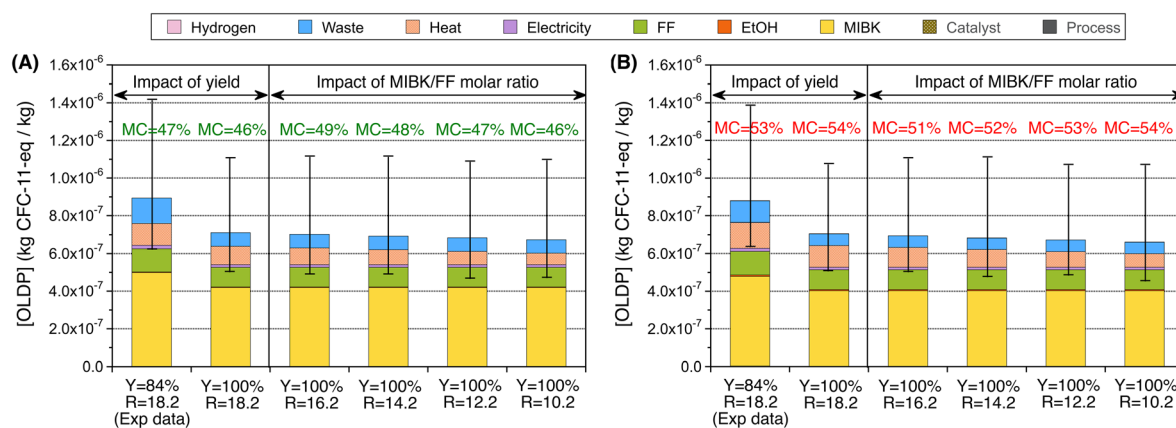 Hydrogen Waste Heat Electricity FF EtOH MIBK Catalyst Process
(A)
[OLDP] (kg CFC-11-eq / kg)
1.6x10-6
1.4x10-6
1.2x10-6
1.0x10-6
8.0x10-7
6.0x10-7
4.0x10-7
2.0x10-7
0.0
Impact of yield Impact of MIBK/FF molar ratio
MC=47% MC=46% MC=49% MC=48% MC=47% MC=46%
Y=84% Y=100% Y=100% Y=100% Y=100% Y=100%
R=18.2 R=18.2 R=16.2 R=14.2 R=12.2 R=10.2
(Exp data)
(B)
[OLDP] (kg CFC-11-eq / kg)
1.6x10-6
1.4x10-6
1.2x10-6
1.0x10-6
8.0x10-7
6.0x10-7
4.0x10-7
2.0x10-7
0.0
Impact of yield Impact of MIBK/FF molar ratio
MC=53% MC=54% MC=51% MC=52% MC=53% MC=54%
Y=84% Y=100% Y=100% Y=100% Y=100% Y=100%
R=18.2 R=18.2 R=16.2 R=14.2 R=12.2 R=10.2
(Exp data)